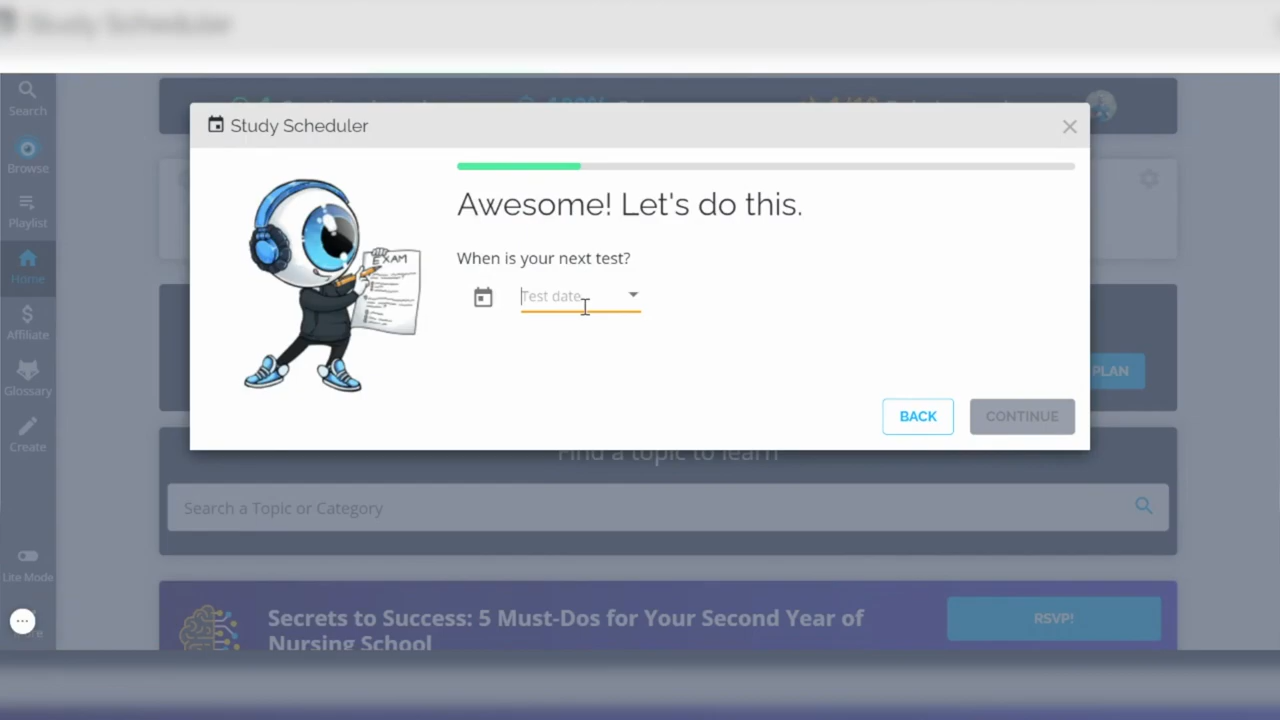 Study Scheduler
Search
Browse
Playlist
Home
Affiliate
Glossary
Create
Lite Mode
Study Scheduler
Awesome! Let's do this.
When is your next test?
Test date
EXAM
BACK
CONTINUE
PLAN
Find a topic to learn
Search a Topic or Category
Secrets to Success: 5 Must-Dos for Your Second Year of
Nursing School
RSVP!